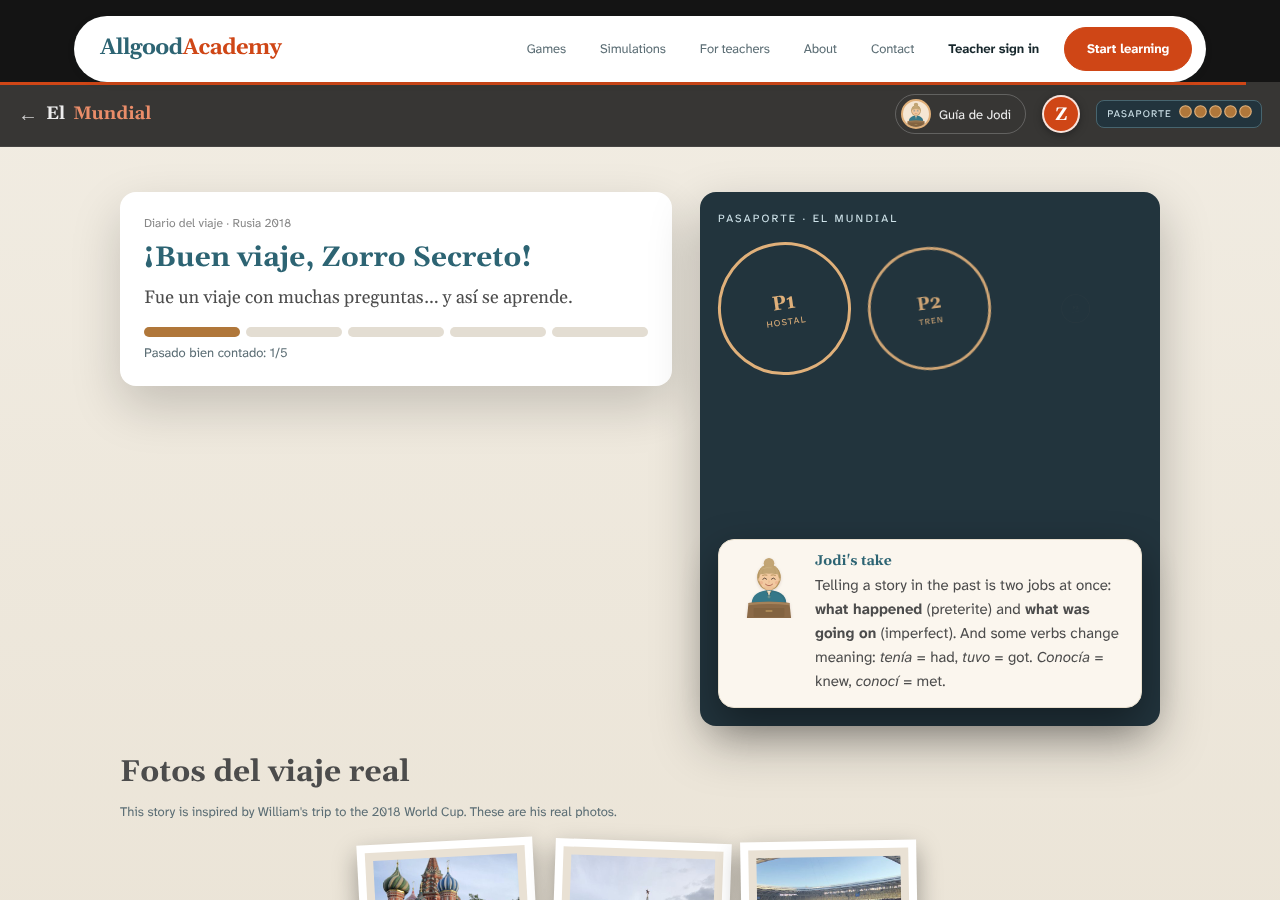 AllgoodAcademy
Games
Simulations
For teachers
About
Contact
Teacher sign in
Start learning
← El Mundial
Guía de Jodi
Z
PASAPORTE
Diario del viaje · Rusia 2018
¡Buen viaje, Zorro Secreto!
Fue un viaje con muchas preguntas… y así se aprende.
Pasado bien contado: 1/5
PASAPORTE · EL MUNDIAL
P1
HOSTAL
P2
TREN
Jodi's take
Telling a story in the past is two jobs at once:
what happened (preterite) and what was
going on (imperfect). And some verbs change
meaning: tenía = had, tuvo = got. Conocía =
knew, conocí = met.
Fotos del viaje real
This story is inspired by William's trip to the 2018 World Cup. These are his real photos.